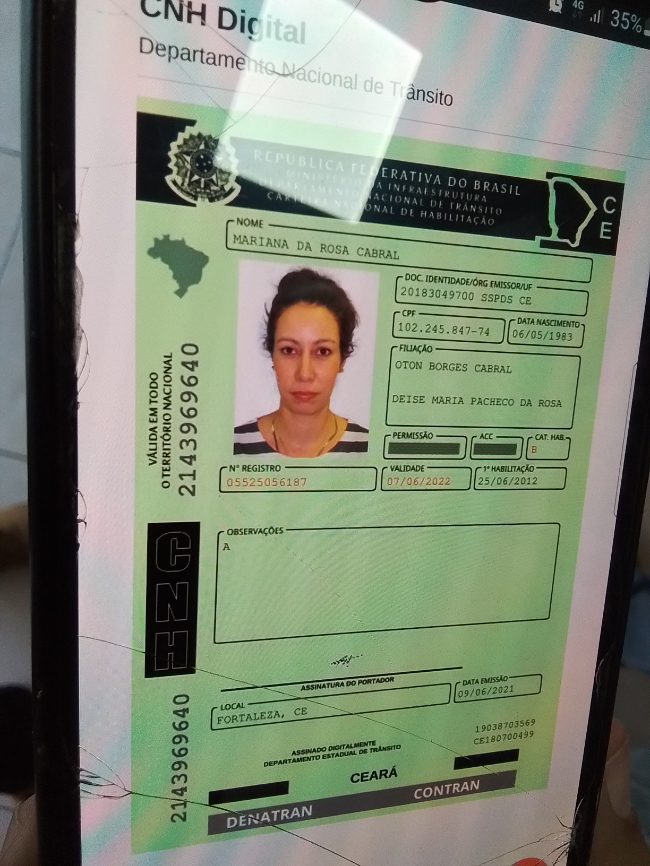 4G 35%
CNH Digital
Departamento Nacional de Trânsito
REPÚBLICA FEDERATIVA DO BRASIL
MINISTÉRIO DA INFRAESTRUTURA
DEPARTAMENTO NACIONAL DE TRÂNSITO
CARTEIRA NACIONAL DE HABILITAÇÃO
CE
NOME
MARIANA DA ROSA CABRAL
DOC. IDENTIDADE/ÓRG EMISSOR/UF
20183049700 SSPDS CE
CPF
102.245.847-74
DATA NASCIMENTO
06/05/1983
FILIAÇÃO
OTON BORGES CABRAL
DEISE MARIA PACHECO DA ROSA
PERMISSÃO
ACC
CAT. HAB.
B
Nº REGISTRO
05525056187
VALIDADE
07/06/2022
1ª HABILITAÇÃO
25/06/2012
VÁLIDA EM TODO
O TERRITÓRIO NACIONAL
2143969640
CNH
OBSERVAÇÕES
A
ASSINATURA DO PORTADOR
LOCAL
FORTALEZA, CE
DATA EMISSÃO
09/06/2021
2143969640
19038703569
CE180700499
ASSINADO DIGITALMENTE
DEPARTAMENTO ESTADUAL DE TRÂNSITO
CEARÁ
DENATRAN
CONTRAN